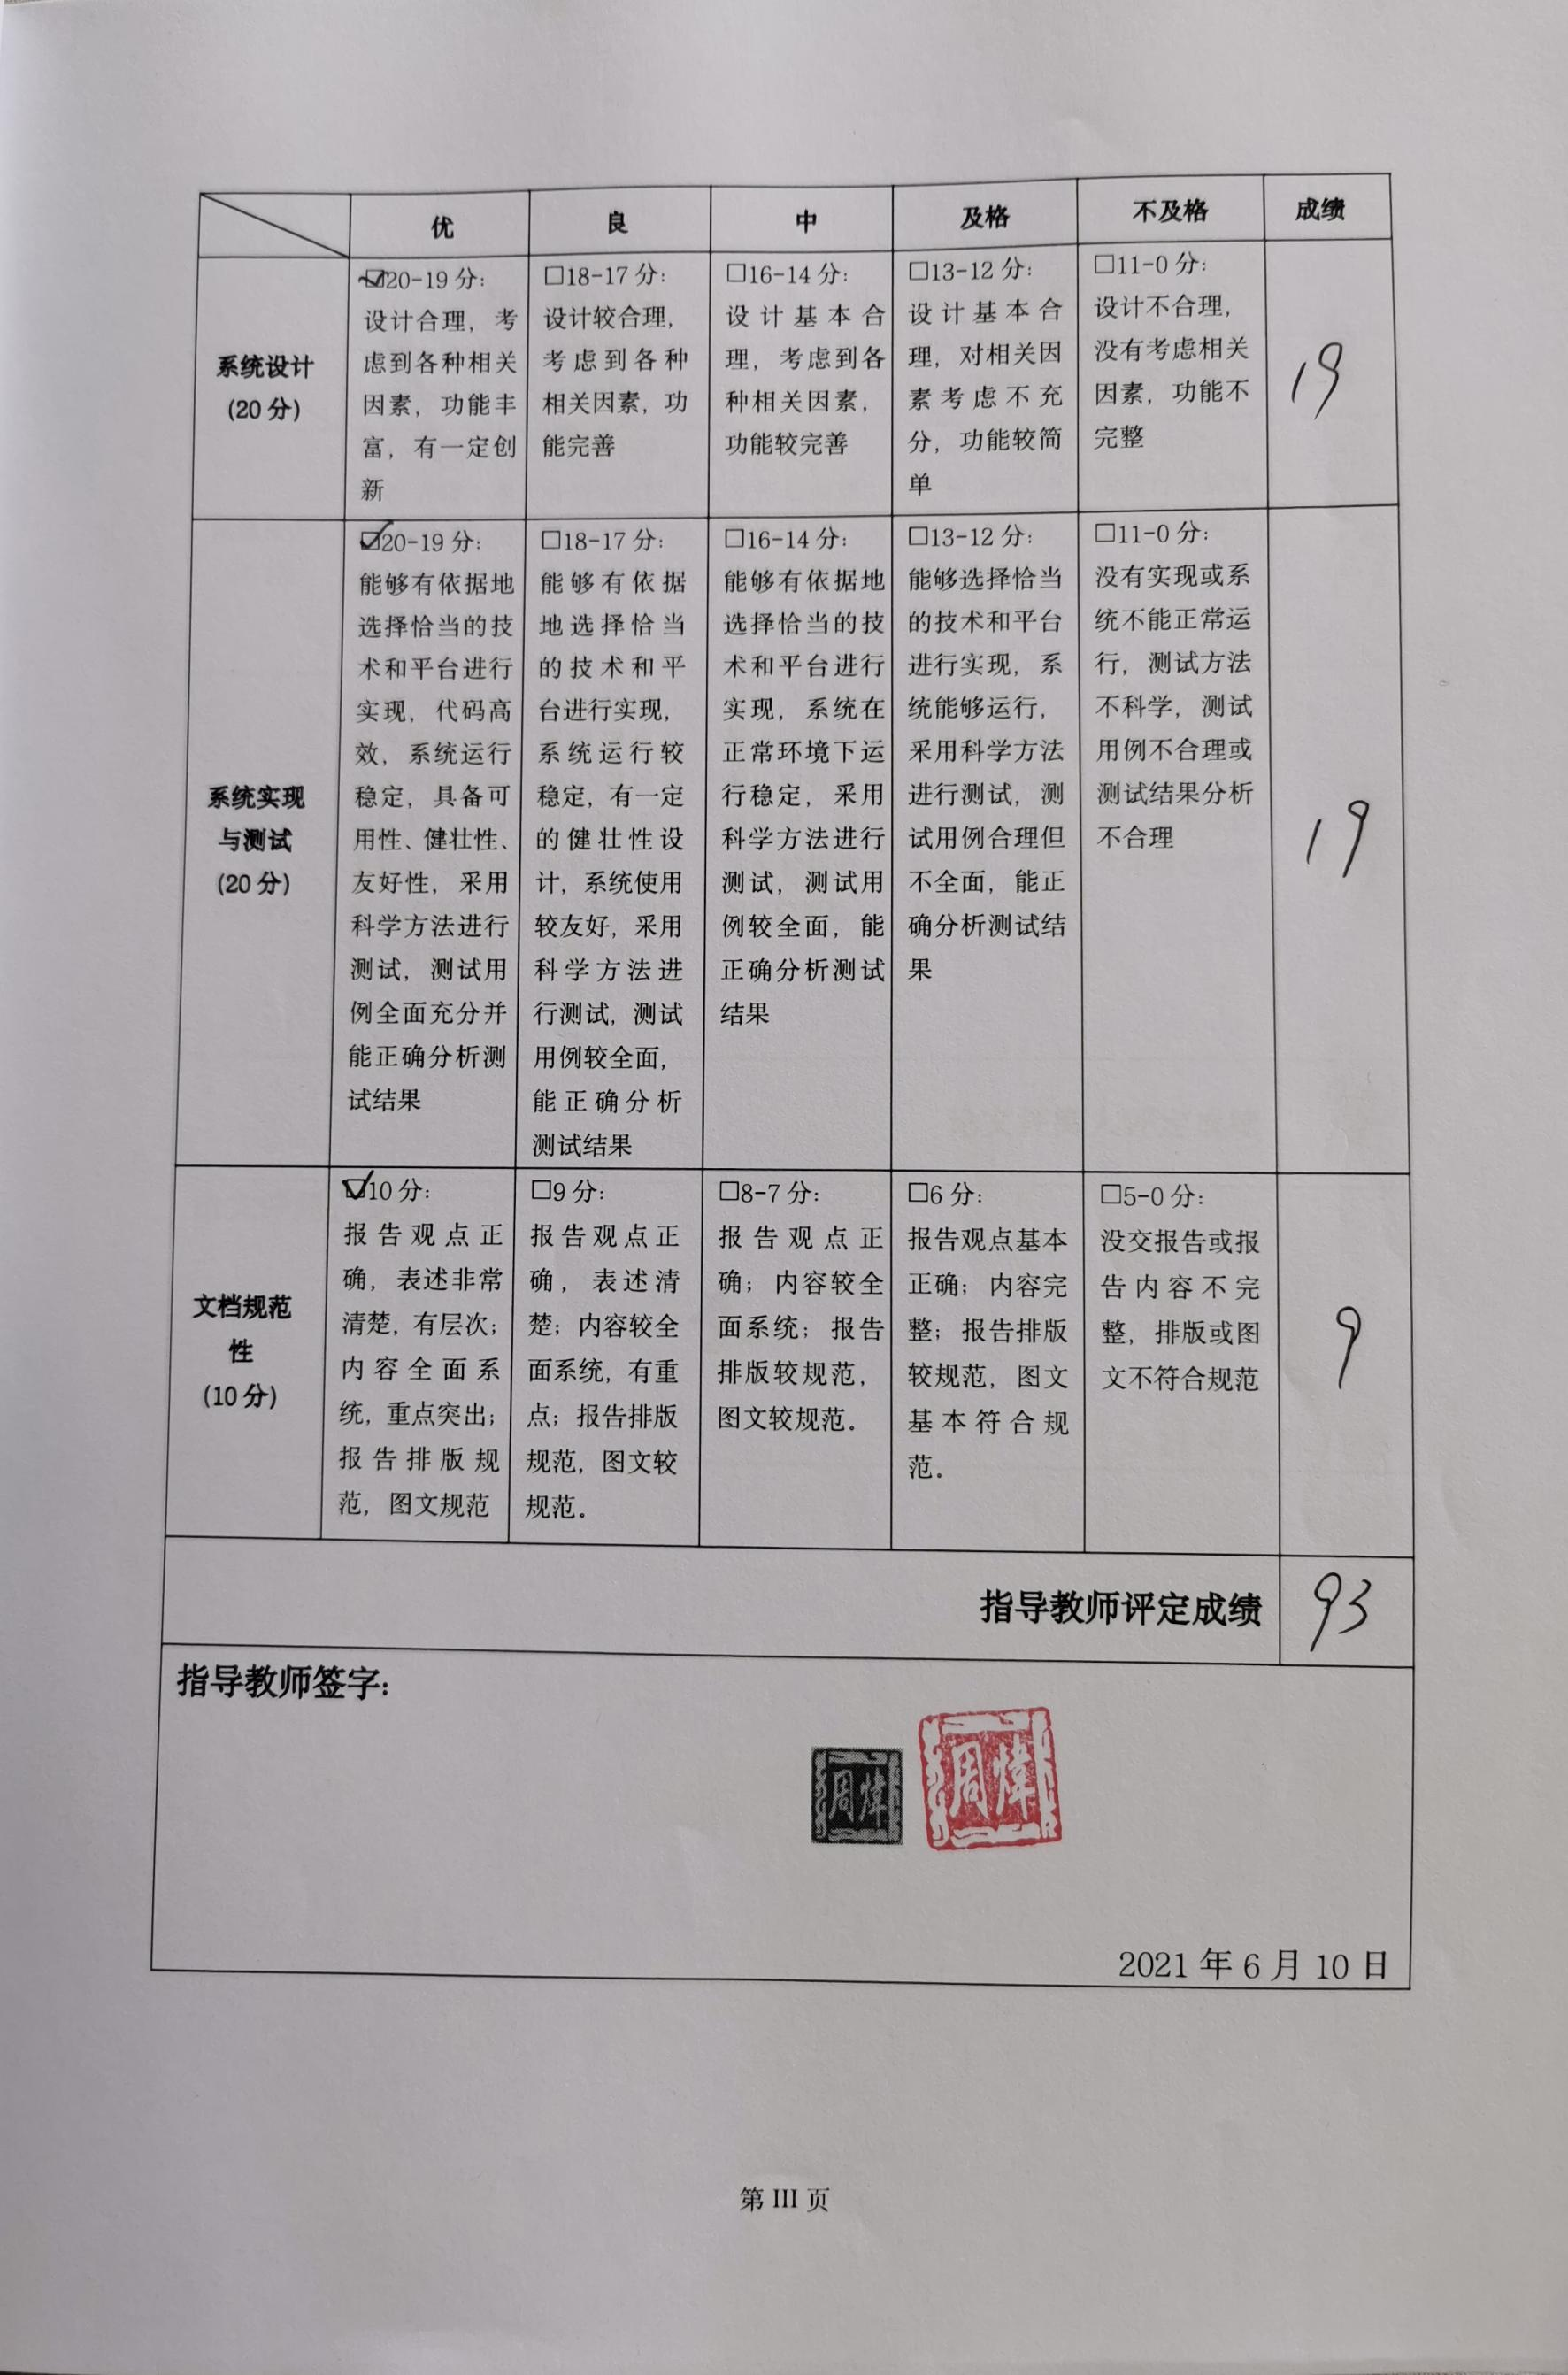 优 良 中 及格 不及格 成绩
系统设计
(20分)
☑20-19 分:
设计合理，考
虑到各种相关
因素，功能丰
富，有一定创
新
□18-17 分:
设计较合理,
考虑到各种
相关因素，功
能完善
□16-14 分:
设计基本合
理，考虑到各
种相关因素，
功能较完善
□13-12 分:
设计基本合
理，对相关因
素考虑不充
分，功能较简
单
□11-0 分:
设计不合理，
没有考虑相关
因素，功能不
完整
19
系统实现
与测试
(20分)
☑20-19 分:
能够有依据地
选择恰当的技
术和平台进行
实现，代码高
效，系统运行
稳定，具备可
用性、健壮性、
友好性，采用
科学方法进行
测试，测试用
例全面充分并
能正确分析测
试结果
□18-17 分:
能够有依据
地选择恰当
的技术和平
台进行实现,
系统运行较
稳定，有一定
的健壮性设
计，系统使用
较友好，采用
科学方法进
行测试，测试
用例较全面，
能正确分析
测试结果
□16-14 分:
能够有依据地
选择恰当的技
术和平台进行
实现，系统在
正常环境下运
行稳定，采用
科学方法进行
测试，测试用
例较全面，能
正确分析测试
结果
□13-12 分:
能够选择恰当
的技术和平台
进行实现，系
统能够运行，
采用科学方法
进行测试，测
试用例合理但
不全面，能正
确分析测试结
果
□11-0 分:
没有实现或系
统不能正常运
行，测试方法
不科学，测试
用例不合理或
测试结果分析
不合理
19
文档规范
性
(10分)
☑10 分:
报告观点正
确，表述非常
清楚，有层次;
内容全面系
统，重点突出;
报告排版规
范，图文规范
□9 分:
报告观点正
确，表述清
楚；内容较全
面系统，有重
点；报告排版
规范，图文较
规范。
□8-7 分:
报告观点正
确；内容较全
面系统；报告
排版较规范，
图文较规范。
□6 分:
报告观点基本
正确；内容完
整；报告排版
较规范，图文
基本符合规
范。
□5-0 分:
没交报告或报
告内容不完
整，排版或图
文不符合规范
9
指导教师评定成绩 93
指导教师签字:
周炜 周炜
2021 年 6 月 10 日
第 III 页